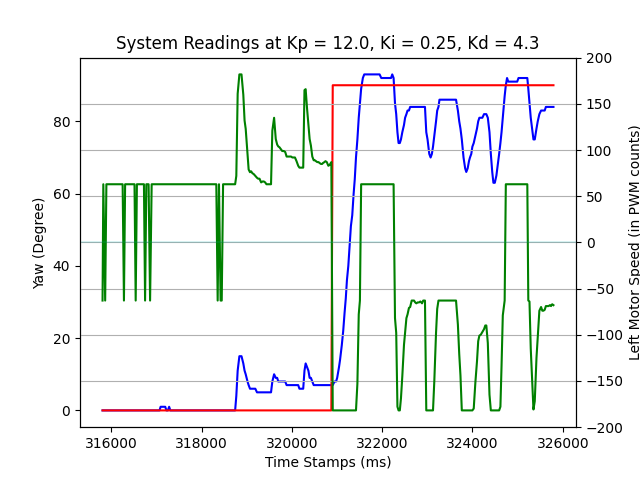 System Readings at Kp = 12.0, Ki = 0.25, Kd = 4.3
200
150
100
50
0
−50
−100
−150
−200
80
60
40
20
0
Yaw (Degree)
Left Motor Speed (in PWM counts)
316000 318000 320000 322000 324000 326000
Time Stamps (ms)